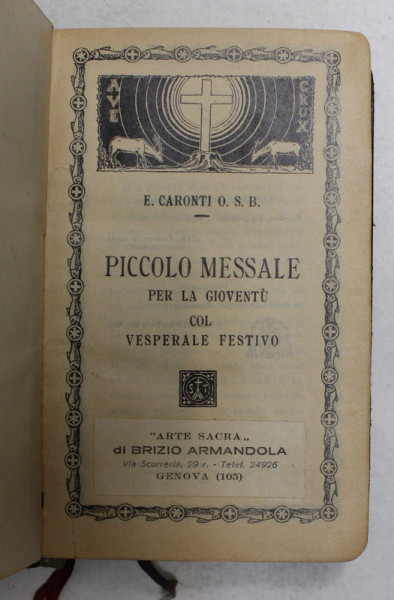 AVE CRUX
E. CARONTI O. S. B.
PICCOLO MESSALE
PER LA GIOVENTÙ
COL
VESPERALE FESTIVO
"ARTE SACRA„
di BRIZIO ARMANDOLA
Via Scurreria, 29 r. - Telef. 24926
GENOVA (105)